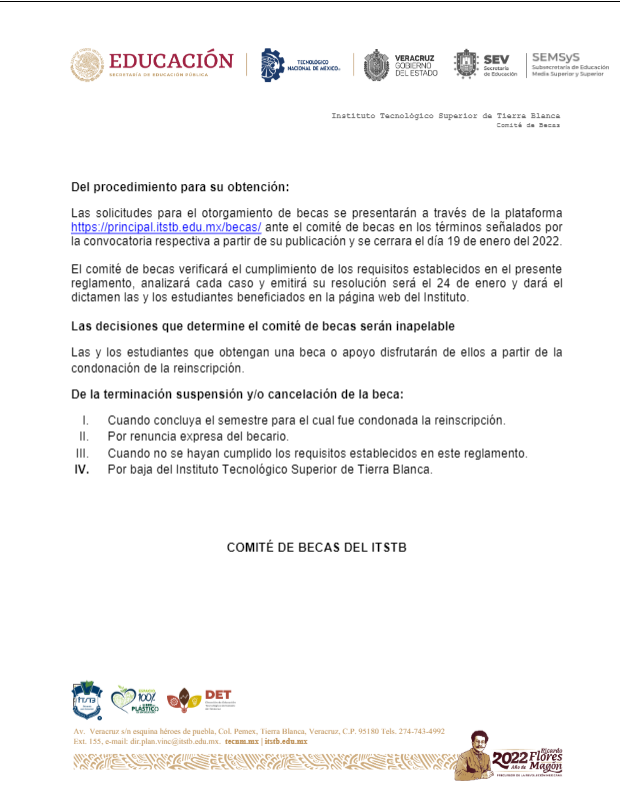 EDUCACIÓN
SECRETARÍA DE EDUCACIÓN PÚBLICA
TECNOLÓGICO
NACIONAL DE MÉXICO
VERACRUZ
GOBIERNO
DEL ESTADO
SEV
Secretaría
de Educación
SEMSyS
Subsecretaría de Educación
Media Superior y Superior
Instituto Tecnológico Superior de Tierra Blanca
Comité de Becas
Del procedimiento para su obtención:
Las solicitudes para el otorgamiento de becas se presentarán a través de la plataforma
https://principal.itstb.edu.mx/becas/ ante el comité de becas en los términos señalados por
la convocatoria respectiva a partir de su publicación y se cerrara el día 19 de enero del 2022.
El comité de becas verificará el cumplimiento de los requisitos establecidos en el presente
reglamento, analizará cada caso y emitirá su resolución será el 24 de enero y dará el
dictamen las y los estudiantes beneficiados en la página web del Instituto.
Las decisiones que determine el comité de becas serán inapelable
Las y los estudiantes que obtengan una beca o apoyo disfrutarán de ellos a partir de la
condonación de la reinscripción.
De la terminación suspensión y/o cancelación de la beca:
I. Cuando concluya el semestre para el cual fue condonada la reinscripción.
II. Por renuncia expresa del becario.
III. Cuando no se hayan cumplido los requisitos establecidos en este reglamento.
IV. Por baja del Instituto Tecnológico Superior de Tierra Blanca.
COMITÉ DE BECAS DEL ITSTB
ITSTB
100%
PLÁSTICO
DET
Av. Veracruz s/n esquina héroes de puebla, Col. Pemex, Tierra Blanca, Veracruz, C.P. 95180 Tels. 274-743-4992
Ext. 155, e-mail: dir.plan.vinc@itstb.edu.mx. tecnm.mx | itstb.edu.mx
2022 Ricardo
Flores
Año de Magón
PRECURSOR DE LA REVOLUCIÓN MEXICANA